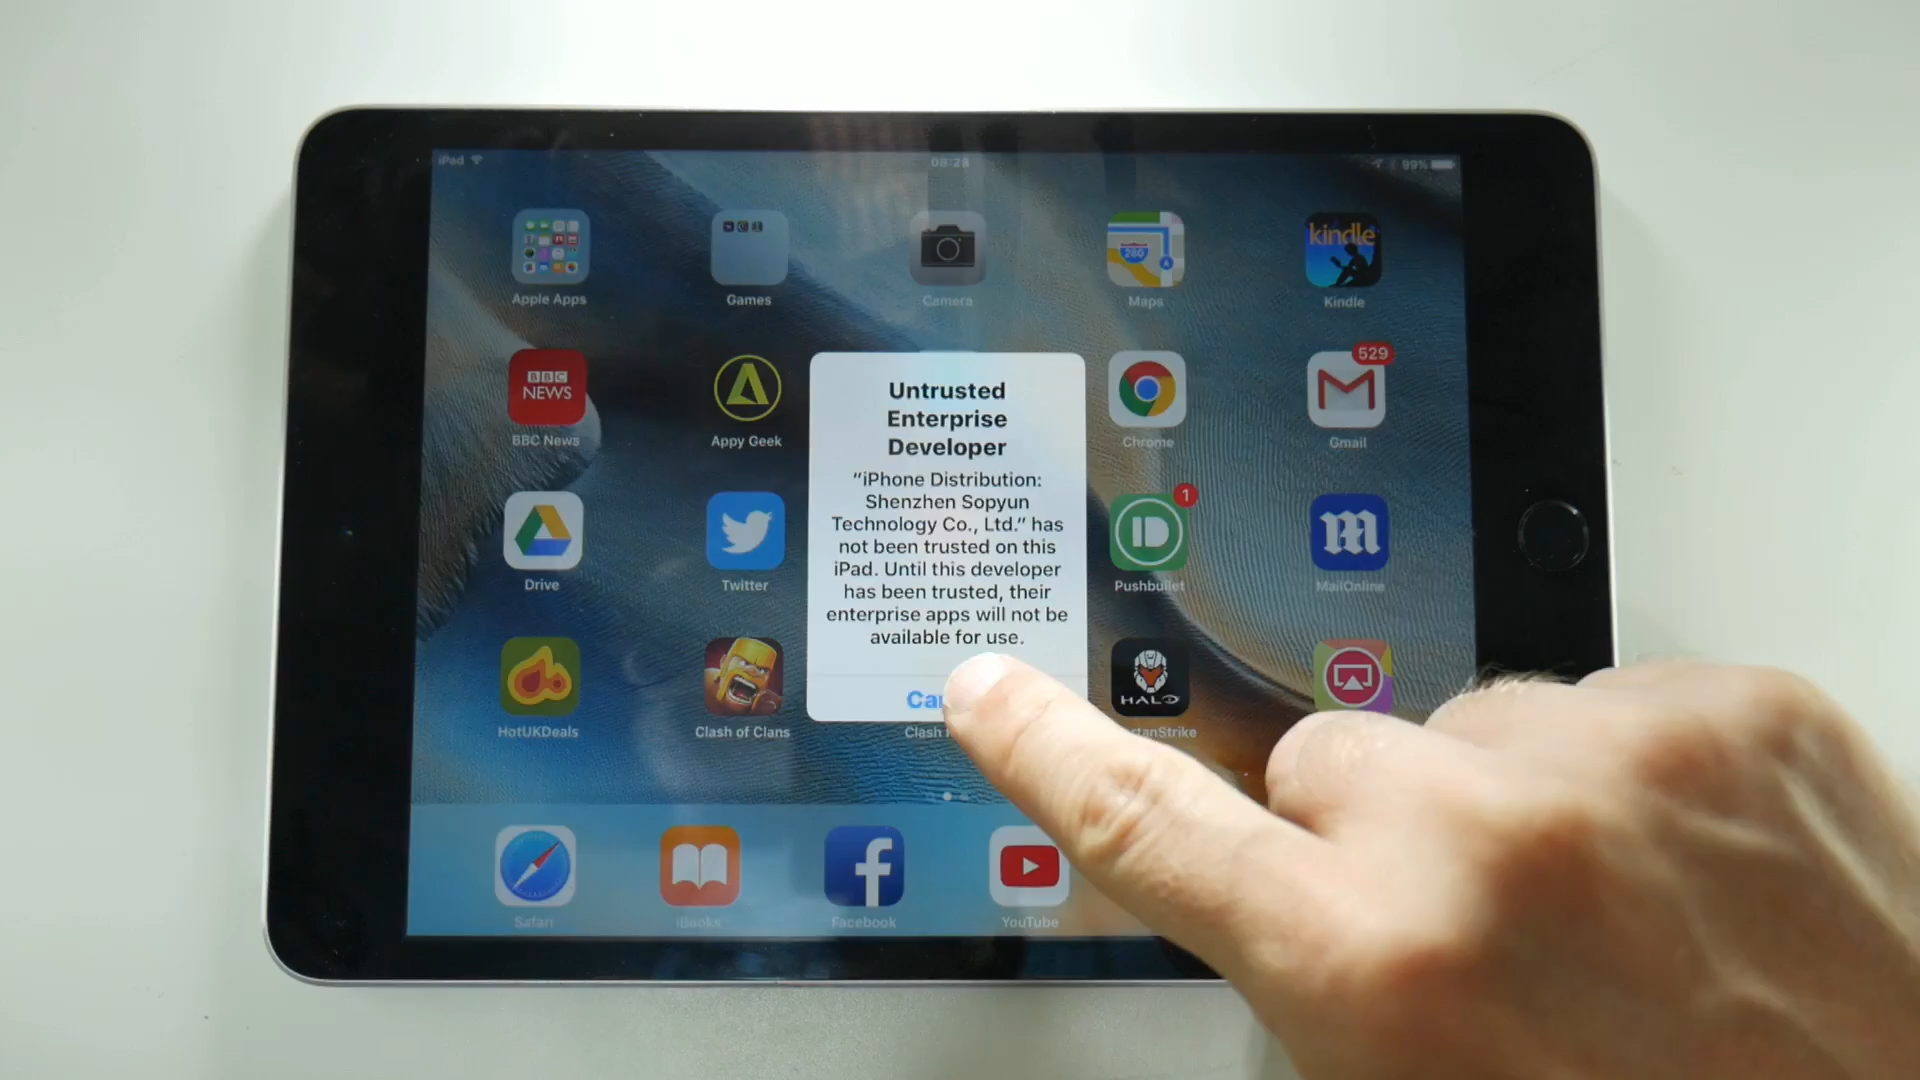 iPad
08:28
99%
kindle
Apple Apps
Games
Camera
280
Maps
Kindle
BBC
NEWS
529
BBC News
Appy Geek
Chrome
Gmail
Untrusted
Enterprise
Developer
"iPhone Distribution:
Shenzhen Sopyun
Technology Co., Ltd." has
not been trusted on this
iPad. Until this developer
has been trusted, their
enterprise apps will not be
available for use.
1
Drive
Twitter
Pushbullet
MailOnline
HALO
HotUKDeals
Clash of Clans
Clash
Safari
iBooks
Facebook
YouTube